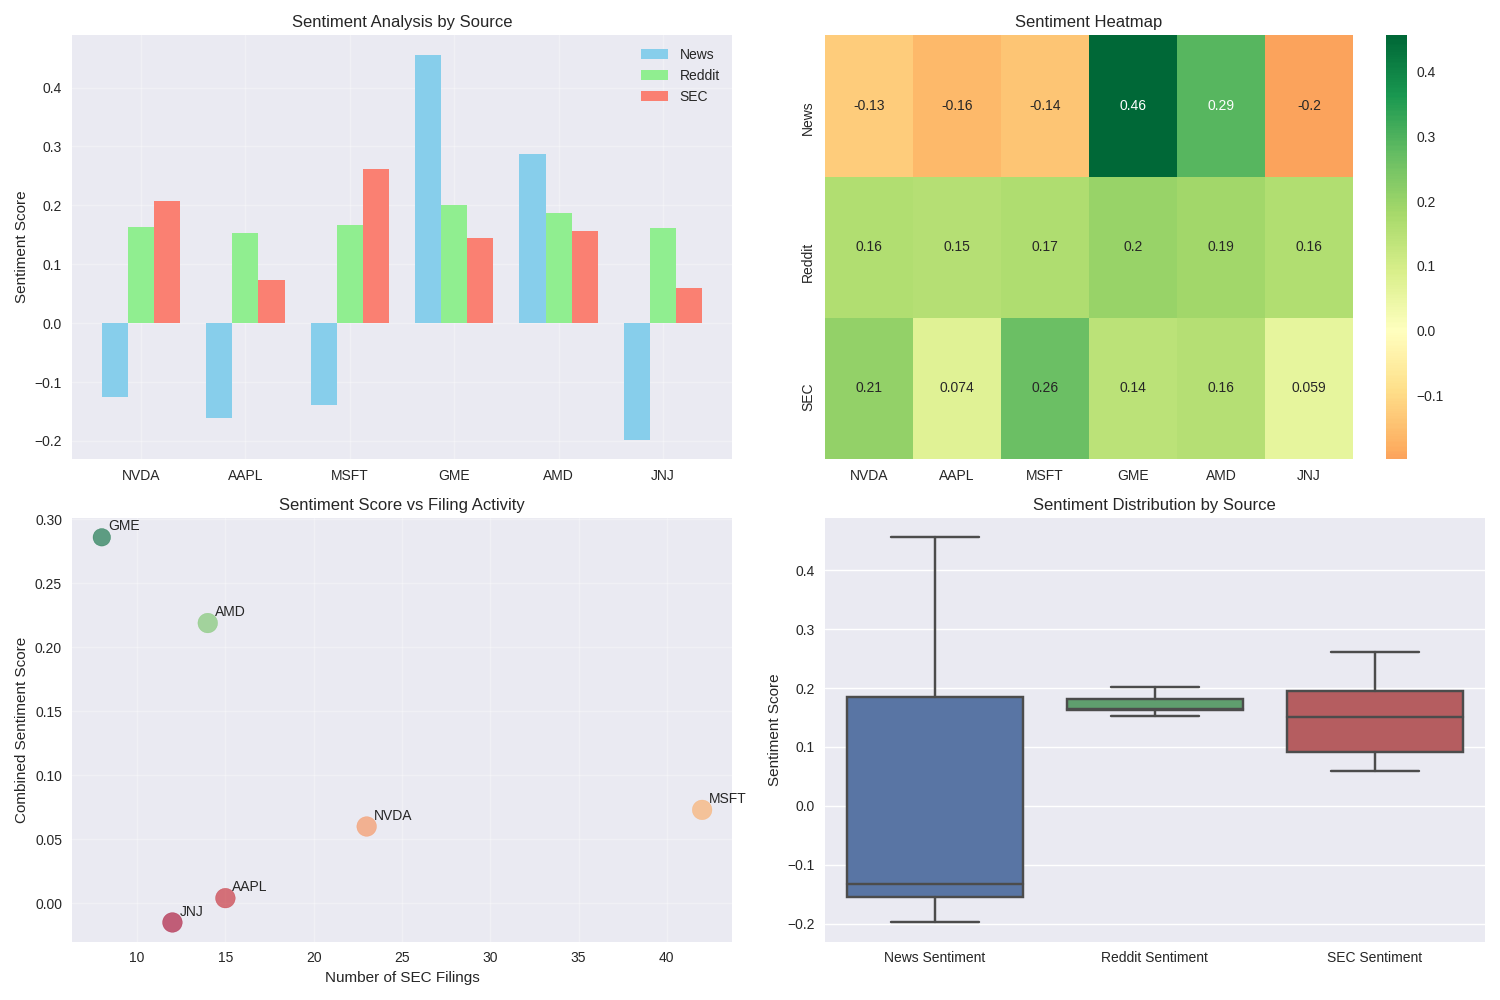 Sentiment Analysis by Source
Sentiment Score
0.4
0.3
0.2
0.1
0.0
−0.1
−0.2
NVDA
AAPL
MSFT
GME
AMD
JNJ
News
Reddit
SEC
Sentiment Heatmap
News
Reddit
SEC
-0.13 -0.16 -0.14 0.46 0.29 -0.2
0.16 0.15 0.17 0.2 0.19 0.16
0.21 0.074 0.26 0.14 0.16 0.059
NVDA
AAPL
MSFT
GME
AMD
JNJ
0.4
0.3
0.2
0.1
0.0
−0.1
Sentiment Score vs Filing Activity
Combined Sentiment Score
0.30
0.25
0.20
0.15
0.10
0.05
0.00
GME
AMD
MSFT
NVDA
AAPL
JNJ
10
15
20
25
30
35
40
Number of SEC Filings
Sentiment Distribution by Source
Sentiment Score
0.4
0.3
0.2
0.1
0.0
−0.1
−0.2
News Sentiment
Reddit Sentiment
SEC Sentiment